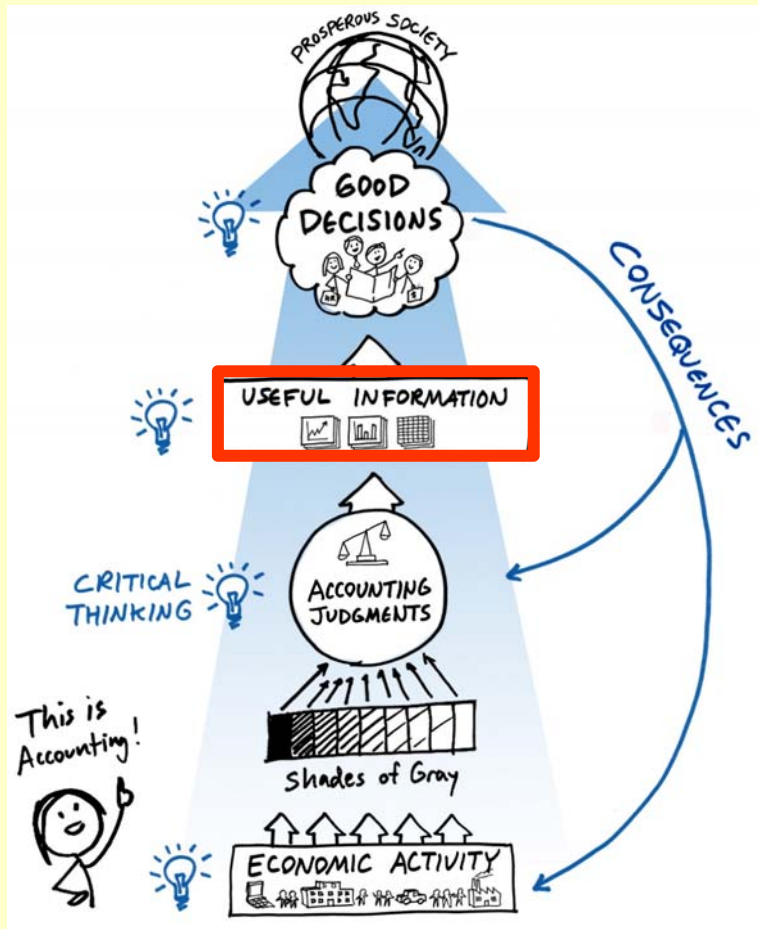 PROSPEROUS SOCIETY
GOOD
DECISIONS
CONSEQUENCES
USEFUL INFORMATION
CRITICAL
THINKING
ACCOUNTING
JUDGMENTS
This is
Accounting!
Shades of Gray
ECONOMIC ACTIVITY